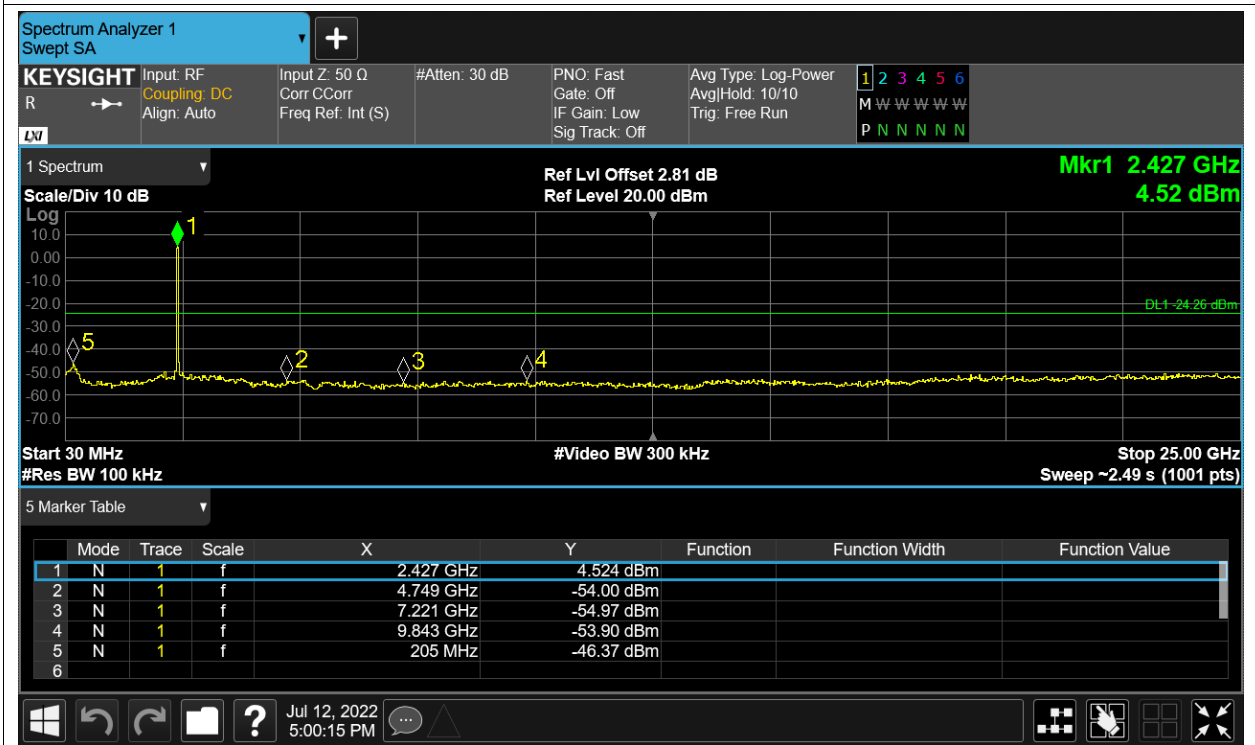 Spectrum Analyzer 1
Swept SA
+
KEYSIGHT Input: RF Input Z: 50 Ω #Atten: 30 dB PNO: Fast Avg Type: Log-Power 1 2 3 4 5 6
R Coupling: DC Corr CCorr Gate: Off Avg|Hold: 10/10 M W W W W W
Align: Auto Freq Ref: Int (S) IF Gain: Low Trig: Free Run
LXI Sig Track: Off P N N N N N
1 Spectrum Ref Lvl Offset 2.81 dB Mkr1 2.427 GHz
Scale/Div 10 dB Ref Level 20.00 dBm 4.52 dBm
Log
1
10.0
0.00
-10.0
-20.0
DL1 -24.26 dBm
-30.0
5
-40.0
2 3 4
-50.0
-60.0
-70.0
Start 30 MHz #Video BW 300 kHz Stop 25.00 GHz
#Res BW 100 kHz Sweep ~2.49 s (1001 pts)
5 Marker Table
Mode Trace Scale X Y Function Function Width Function Value
1 N 1 f 2.427 GHz 4.524 dBm
2 N 1 f 4.749 GHz -54.00 dBm
3 N 1 f 7.221 GHz -54.97 dBm
4 N 1 f 9.843 GHz -53.90 dBm
5 N 1 f 205 MHz -46.37 dBm
6
? Jul 12, 2022
5:00:15 PM